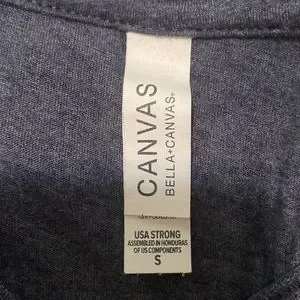 CANVAS
BELLA+CANVAS®
USA STRONG
ASSEMBLED IN HONDURAS
OF US COMPONENTS
S